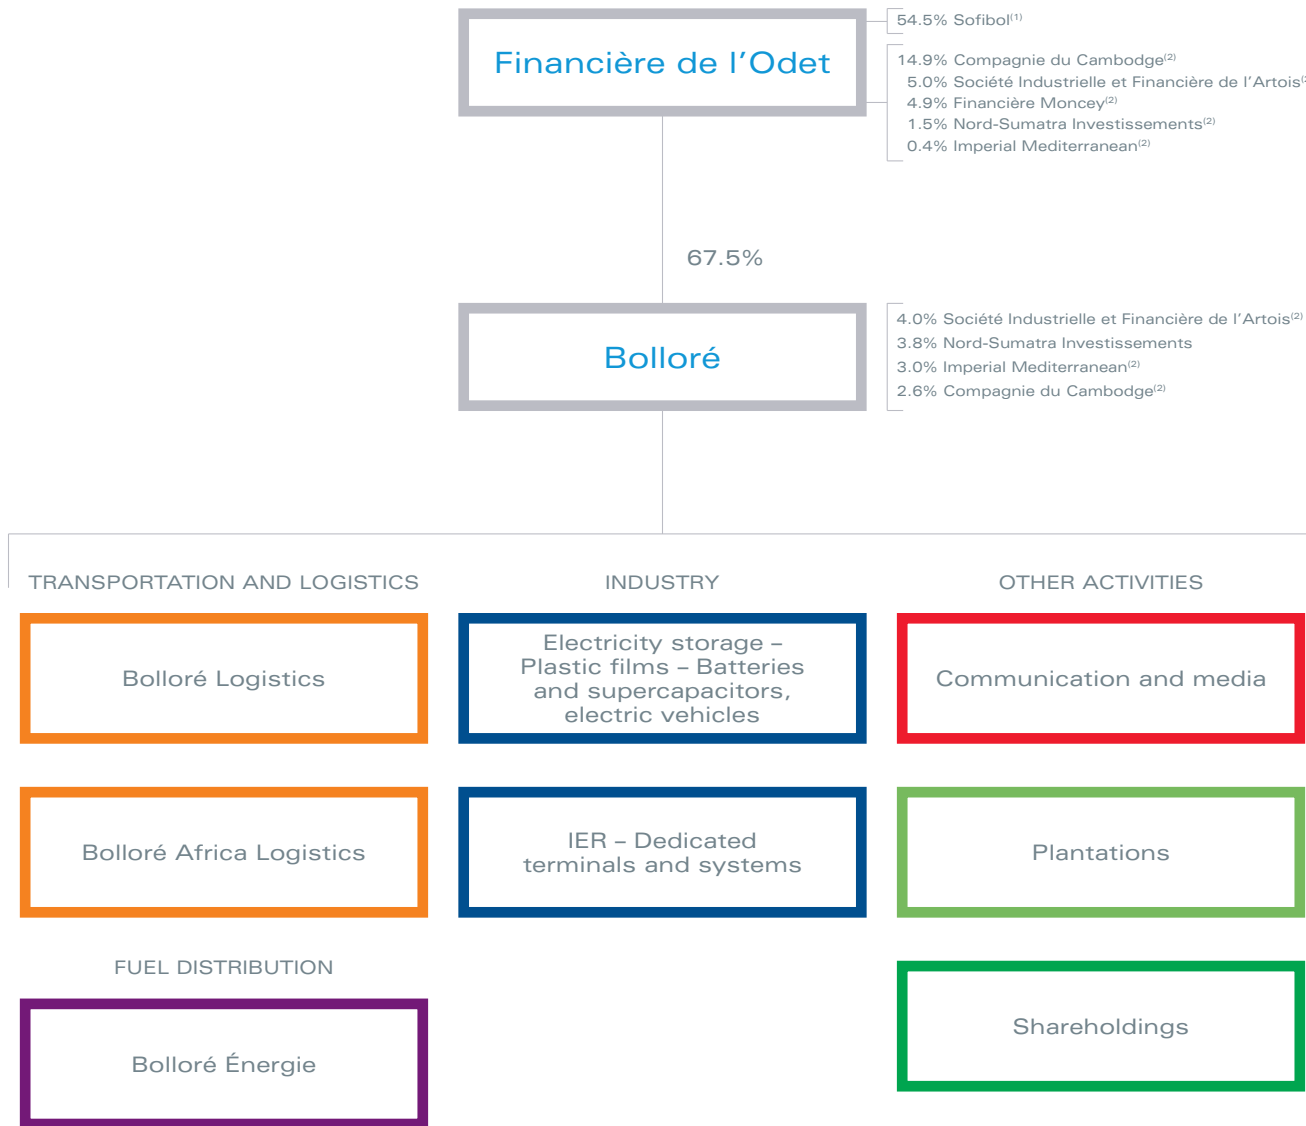 Financière de l’Odet
54.5% Sofibol(1)
14.9% Compagnie du Cambodge(2)
5.0% Société Industrielle et Financière de l’Artois(2
4.9% Financière Moncey(2)
1.5% Nord-Sumatra Investissements(2)
0.4% Imperial Mediterranean(2)
67.5%
Bolloré
4.0% Société Industrielle et Financière de l’Artois(2)
3.8% Nord-Sumatra Investissements
3.0% Imperial Mediterranean(2)
2.6% Compagnie du Cambodge(2)
TRANSPORTATION AND LOGISTICS
Bolloré Logistics
Bolloré Africa Logistics
FUEL DISTRIBUTION
Bolloré Énergie
INDUSTRY
Electricity storage –
Plastic films – Batteries
and supercapacitors,
electric vehicles
IER – Dedicated
terminals and systems
OTHER ACTIVITIES
Communication and media
Plantations
Shareholdings